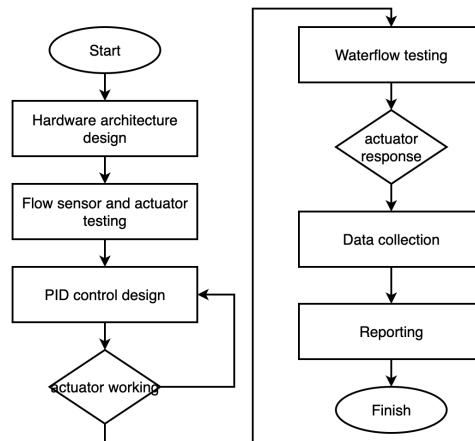 Start
Hardware architecture
design
Flow sensor and actuator
testing
PID control design
actuator working
Waterflow testing
actuator
response
Data collection
Reporting
Finish